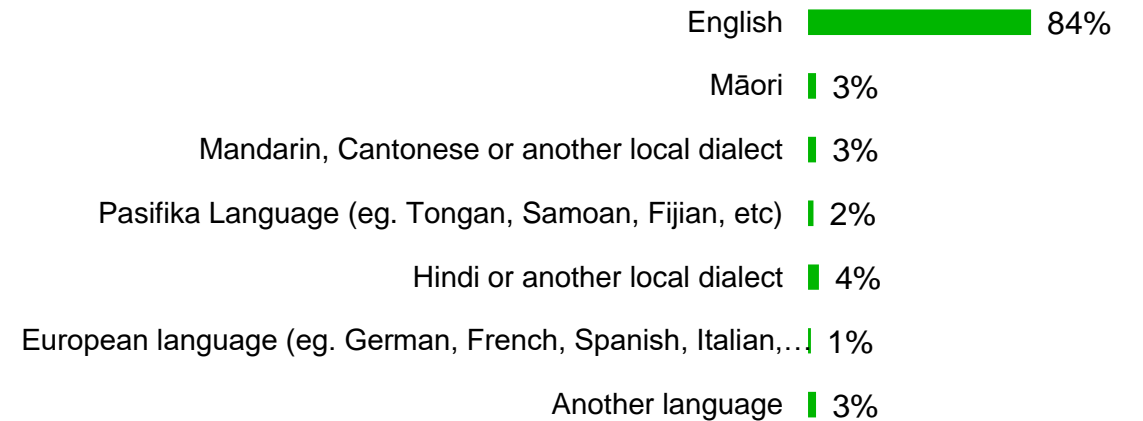 English 84%
Māori 3%
Mandarin, Cantonese or another local dialect 3%
Pasifika Language (eg. Tongan, Samoan, Fijian, etc) 2%
Hindi or another local dialect 4%
European language (eg. German, French, Spanish, Italian,… 1%
Another language 3%